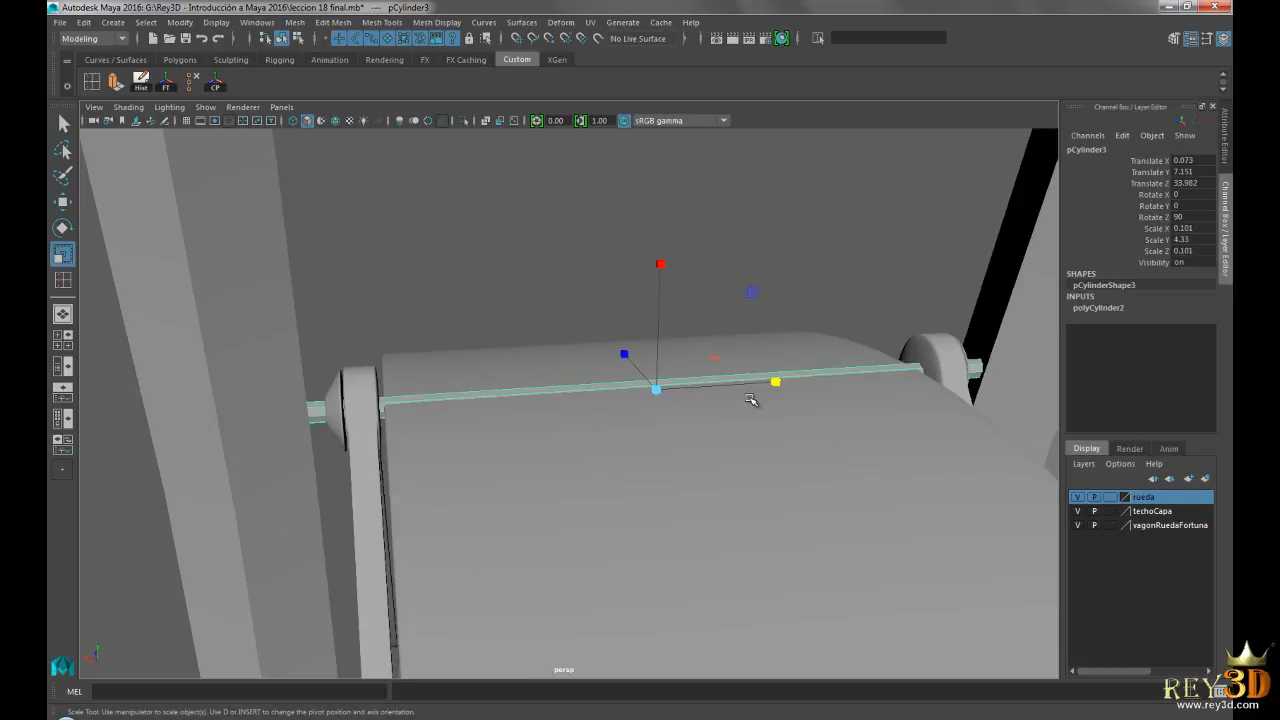 Autodesk Maya 2016: G:\Rey3D - Introducción a Maya 2016\leccion 18 final.mb* --- pCylinder3
File Edit Create Select Modify Display Windows Mesh Edit Mesh Mesh Tools Mesh Display Curves Surfaces Deform UV Generate Cache Help
Modeling No Live Surface
Curves / Surfaces Polygons Sculpting Rigging Animation Rendering FX FX Caching Custom XGen
Hist FT CP
View Shading Lighting Show Renderer Panels
0.00 1.00 sRGB gamma
Channel Box / Layer Editor
Channels Edit Object Show
pCylinder3
Translate X 0.073
Translate Y 7.151
Translate Z 33.982
Rotate X 0
Rotate Y 0
Rotate Z 90
Scale X 0.101
Scale Y 4.33
Scale Z 0.101
Visibility on
SHAPES
pCylinderShape3
INPUTS
polyCylinder2
Attribute Editor
Channel Box / Layer Editor
Display Render Anim
Layers Options Help
V P rueda
V P techoCapa
V P vagonRuedaFortuna
persp
MEL
Scale Tool: Use manipulator to scale object(s). Use D or INSERT to change the pivot position and axis orientation.
REY3D
www.rey3d.com